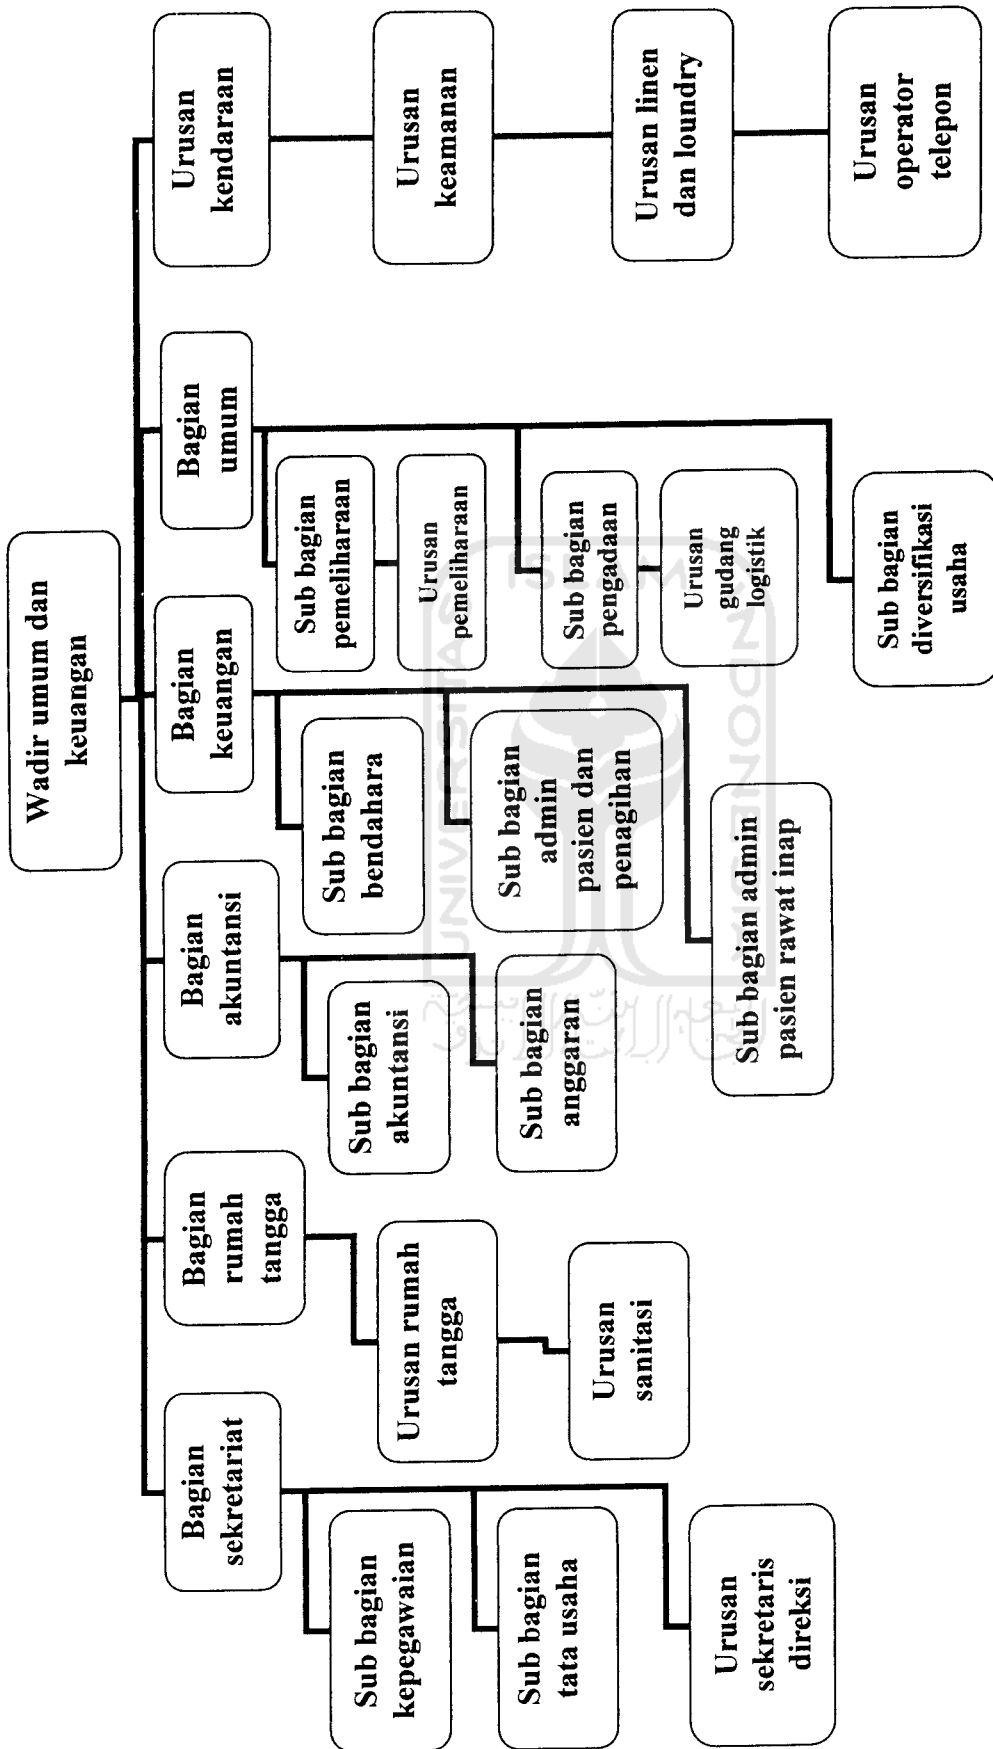 Wadir umum dan
keuangan
Bagian
sekretariat
Sub bagian
kepegawaian
Sub bagian
tata usaha
Urusan
sekretaris
direksi
Bagian
rumah
tangga
Urusan rumah
tangga
Urusan
sanitasi
Bagian
akuntansi
Sub bagian
akuntansi
Sub bagian
anggaran
Bagian
keuangan
Sub bagian
bendahara
Sub bagian
admin
pasien dan
penagihan
Sub bagian admin
pasien rawat inap
Bagian
umum
Sub bagian
pemeliharaan
Urusan
pemeliharaan
Sub bagian
pengadaan
Urusan
gudang
logistik
Sub bagian
diversifikasi
usaha
Urusan
kendaraan
Urusan
keamanan
Urusan linen
dan loundry
Urusan
operator
telepon
UNIVERSITAS
ISLAM
INDONESIA